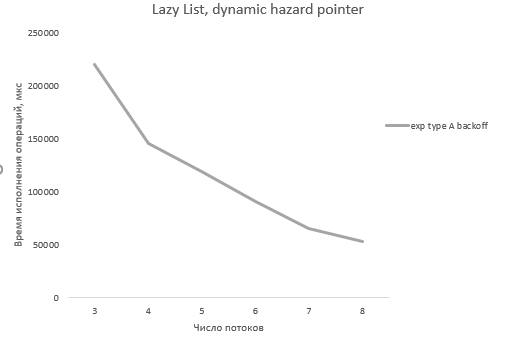 Lazy List, dynamic hazard pointer
Время исполнения операций, мкс
250000
200000
150000
100000
50000
0
3 4 5 6 7 8
Число потоков
exp type A backoff